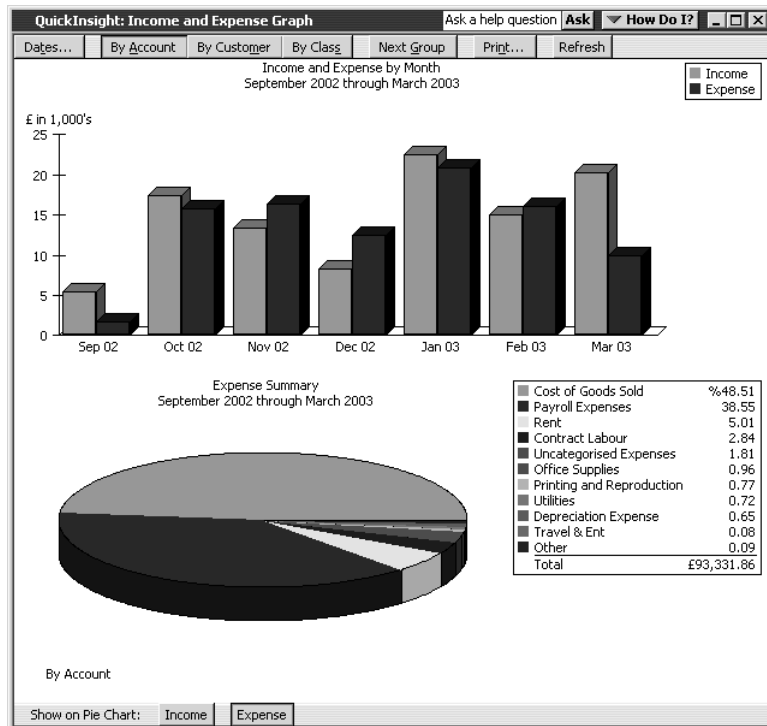 QuickInsight: Income and Expense Graph Ask a help question Ask How Do I?
Dates... By Account By Customer By Class Next Group Print... Refresh
Income and Expense by Month
September 2002 through March 2003
Income
Expense
£ in 1,000's
25
20
15
10
5
0
Sep 02 Oct 02 Nov 02 Dec 02 Jan 03 Feb 03 Mar 03
Expense Summary
September 2002 through March 2003
Cost of Goods Sold %48.51
Payroll Expenses 38.55
Rent 5.01
Contract Labour 2.84
Uncategorised Expenses 1.81
Office Supplies 0.96
Printing and Reproduction 0.77
Utilities 0.72
Depreciation Expense 0.65
Travel & Ent 0.08
Other 0.09
Total £93,331.86
By Account
Show on Pie Chart: Income Expense